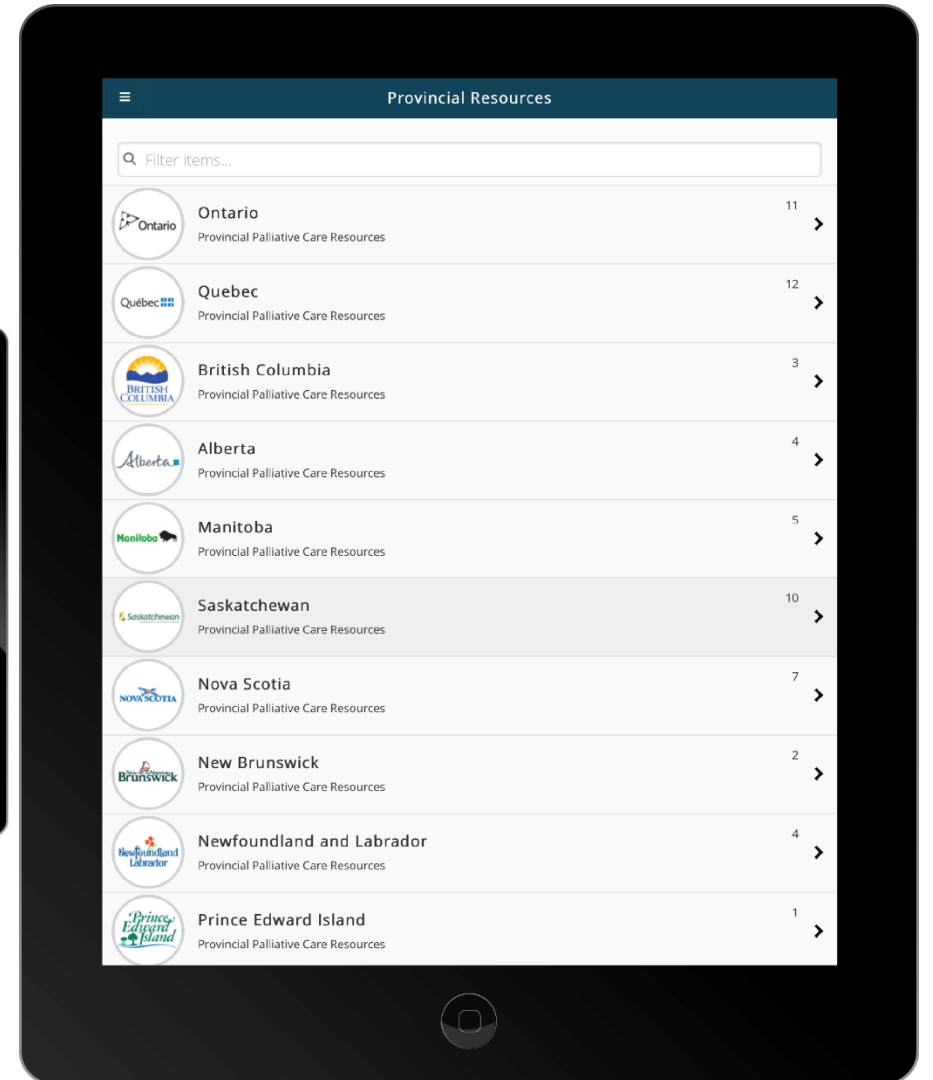 Provincial Resources
Filter items...
Ontario
Ontario
11
Provincial Palliative Care Resources
Québec
Quebec
12
Provincial Palliative Care Resources
BRITISH
COLUMBIA
British Columbia
3
Provincial Palliative Care Resources
Alberta
Alberta
4
Provincial Palliative Care Resources
Manitoba
Manitoba
5
Provincial Palliative Care Resources
Saskatchewan
Saskatchewan
10
Provincial Palliative Care Resources
NOVA SCOTIA
Nova Scotia
7
Provincial Palliative Care Resources
Brunswick
New Brunswick
2
Provincial Palliative Care Resources
Newfoundland
Labrador
Newfoundland and Labrador
4
Provincial Palliative Care Resources
Prince
Edward
Island
Prince Edward Island
1
Provincial Palliative Care Resources